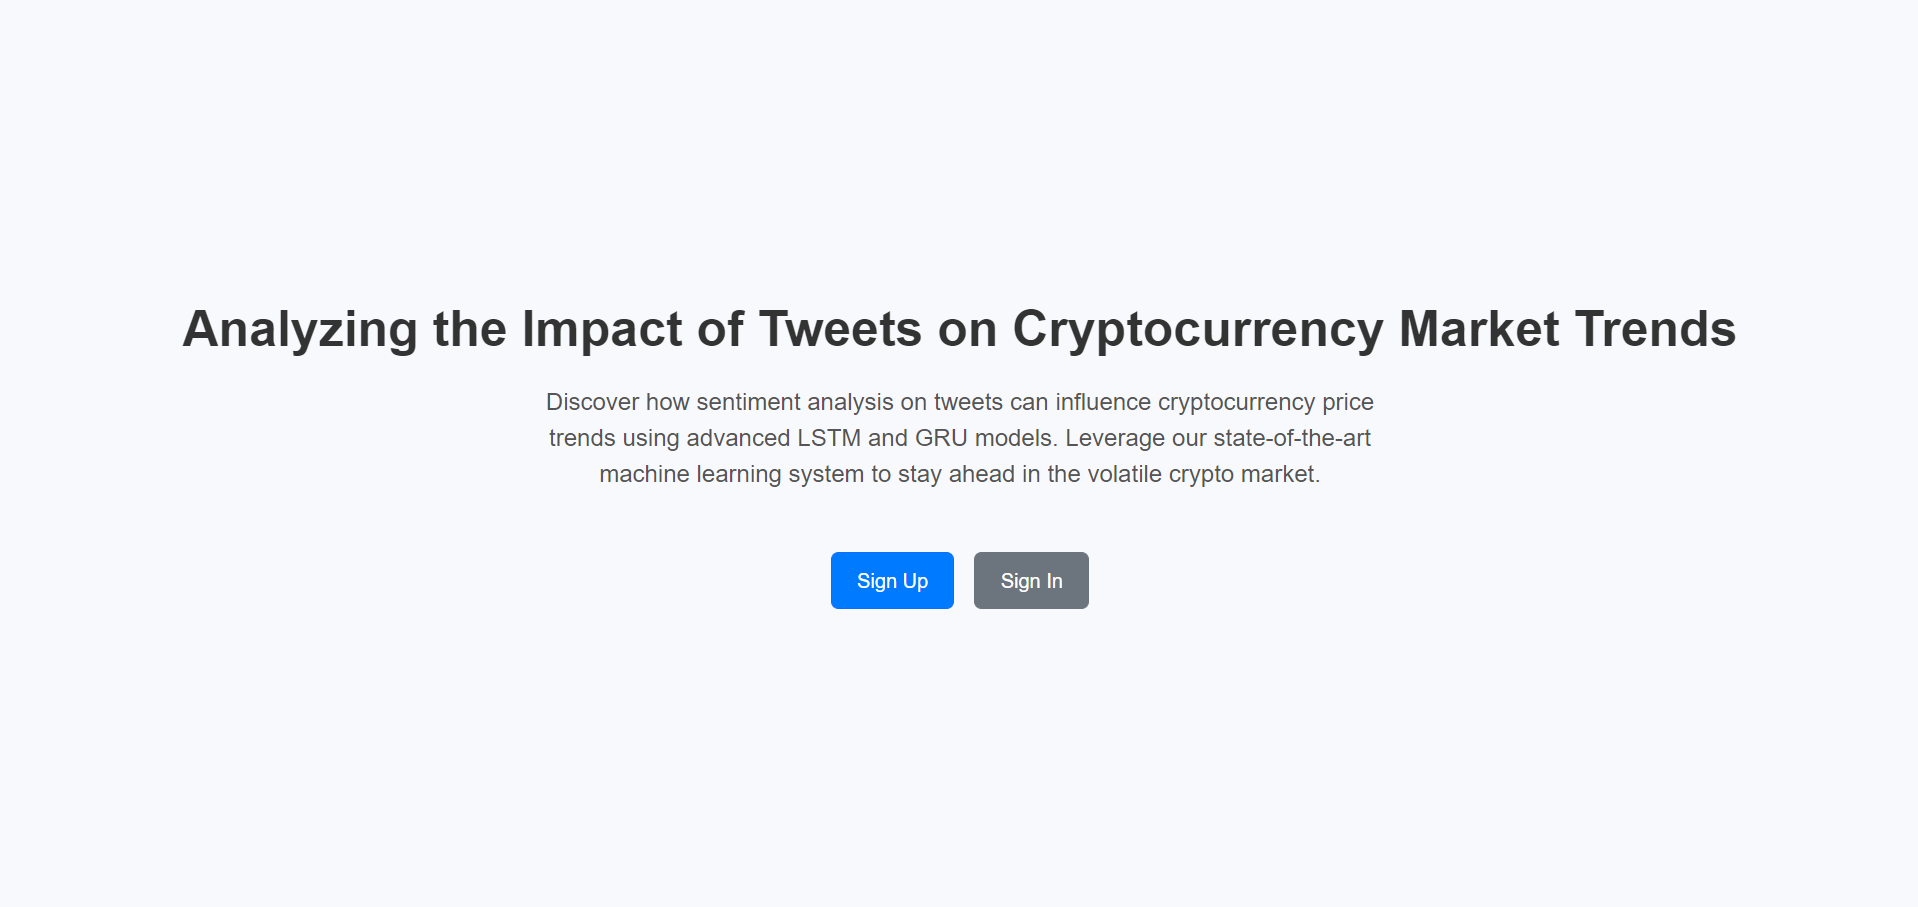 Analyzing the Impact of Tweets on Cryptocurrency Market Trends
Discover how sentiment analysis on tweets can influence cryptocurrency price
trends using advanced LSTM and GRU models. Leverage our state-of-the-art
machine learning system to stay ahead in the volatile crypto market.
Sign Up
Sign In